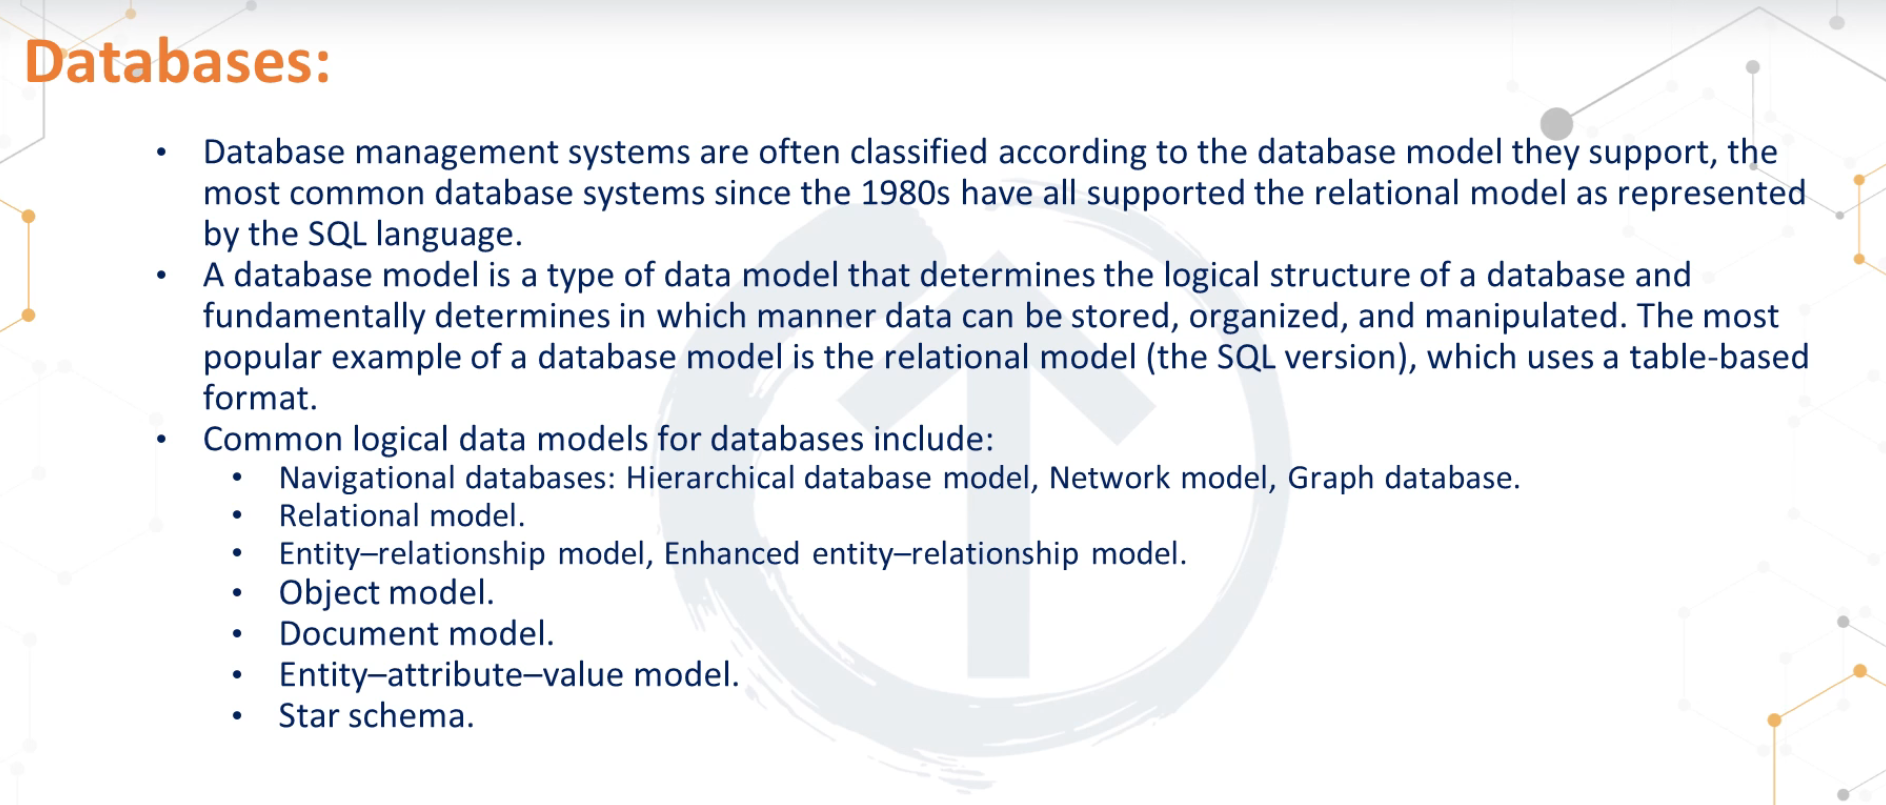 Databases:
• Database management systems are often classified according to the database model they support, the
most common database systems since the 1980s have all supported the relational model as represented
by the SQL language.
• A database model is a type of data model that determines the logical structure of a database and
fundamentally determines in which manner data can be stored, organized, and manipulated. The most
popular example of a database model is the relational model (the SQL version), which uses a table-based
format.
• Common logical data models for databases include:
• Navigational databases: Hierarchical database model, Network model, Graph database.
• Relational model.
• Entity–relationship model, Enhanced entity–relationship model.
• Object model.
• Document model.
• Entity–attribute–value model.
• Star schema.